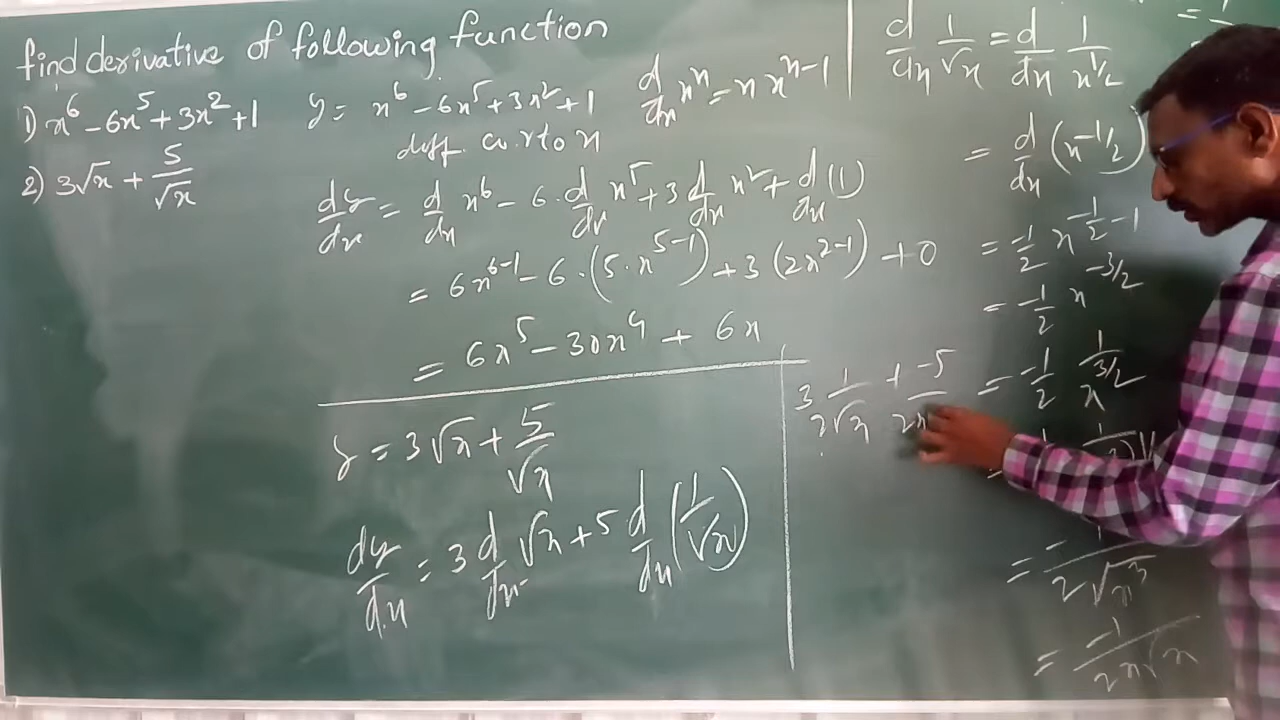 find derivative of following function
1) x^6 - 6x^5 + 3x^2 + 1
2) 3√x + 5/√x
y = x^6 - 6x^5 + 3x^2 + 1
d/dx x^n = n x^(n-1)
diff. w.r.to x
dy/dx = d/dx x^6 - 6 · d/dx x^5 + 3 d/dx x^2 + d/dx (1)
= 6x^(6-1) - 6 · (5 · x^(5-1)) + 3 (2x^(2-1)) + 0
= 6x^5 - 30x^4 + 6x
y = 3√x + 5/√x
dy/dx = 3 d/dx √x + 5 d/dx (1/√x)
3 1/2√x + -5/2x
d/dx 1/√x = d/dx 1/x^(1/2)
= d/dx (x^(-1/2))
= -1/2 x^(-1/2 - 1)
= -1/2 x^(-3/2)
= -1/2 1/x^(3/2)
= -1/2√x^3
= -1/2x√x